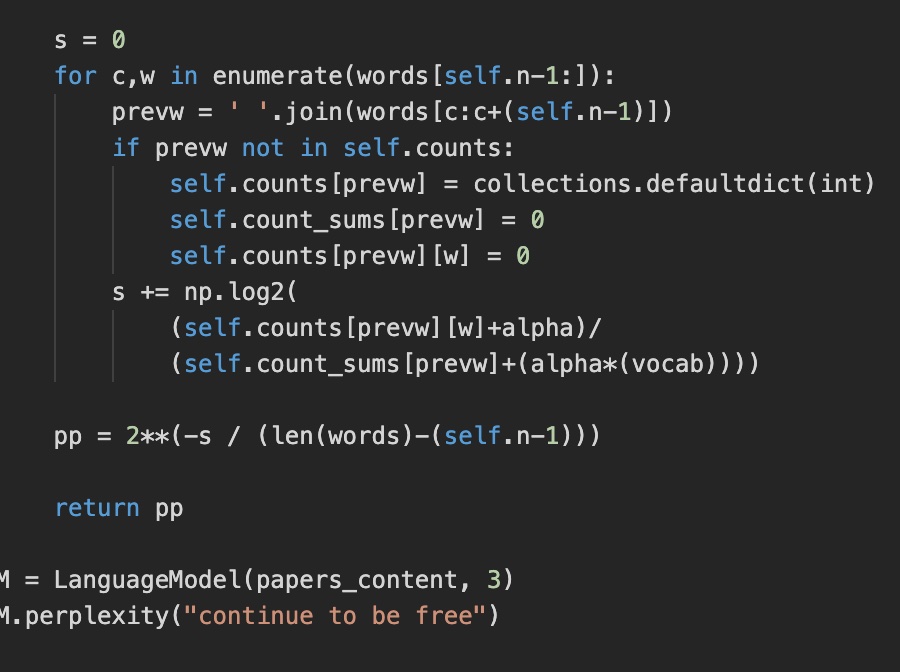 s = 0
for c,w in enumerate(words[self.n-1:]):
prevw = ' '.join(words[c:c+(self.n-1)])
if prevw not in self.counts:
self.counts[prevw] = collections.defaultdict(int)
self.count_sums[prevw] = 0
self.counts[prevw][w] = 0
s += np.log2(
(self.counts[prevw][w]+alpha)/
(self.count_sums[prevw]+(alpha*(vocab))))
pp = 2**(-s / (len(words)-(self.n-1)))
return pp
M = LanguageModel(papers_content, 3)
M.perplexity("continue to be free")